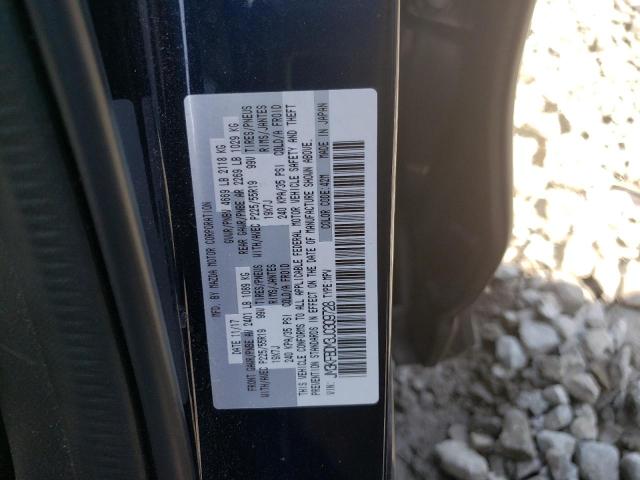 MFD. BY MAZDA MOTOR CORPORATION
DATE 11/17 GVWR/PNBV 4669 LB 2118 KG
FRONT GAWR/PNBE AV 2401 LB 1089 KG REAR GAWR/PNBE AR 2269 LB 1029 KG
WITH/AVEC P225/55R19 99V TIRES/PNEUS WITH/AVEC P225/55R19 99V TIRES/PNEUS
19X7J RIMS/JANTES 19X7J RIMS/JANTES
240 KPA/35 PSI COLD/A FROID 240 KPA/35 PSI COLD/A FROID
THIS VEHICLE CONFORMS TO ALL APPLICABLE FEDERAL MOTOR VEHICLE SAFETY AND THEFT
PREVENTION STANDARDS IN EFFECT ON THE DATE OF MANUFACTURE SHOWN ABOVE.
VIN: JM3KFBDM3J0309728 TYPE MPV COLOR/COULEUR 42M MADE IN JAPAN